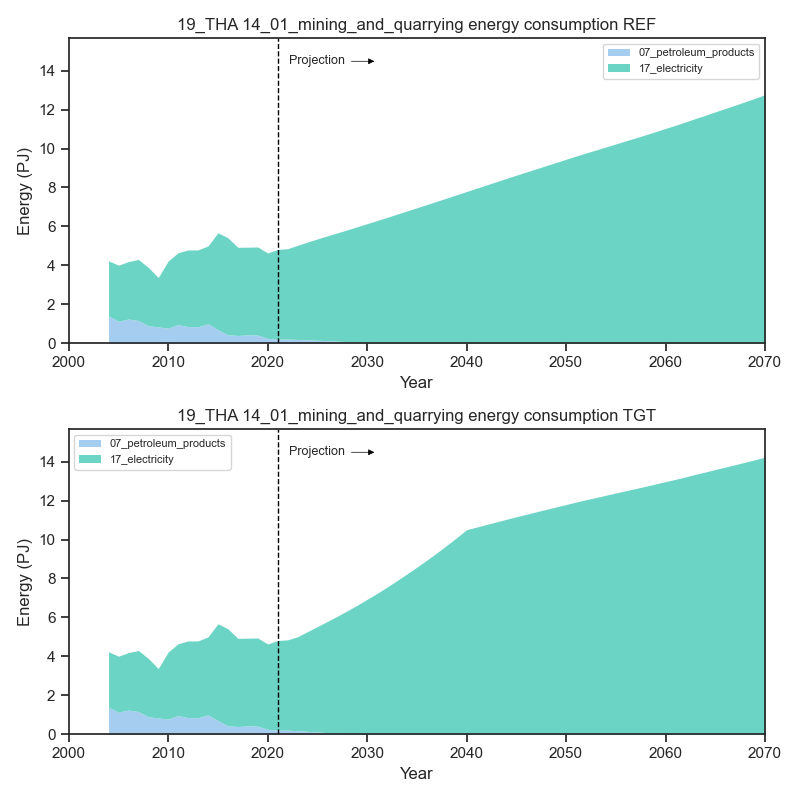 19_THA 14_01_mining_and_quarrying energy consumption REF
Projection
07_petroleum_products
17_electricity
Energy (PJ)
14
12
10
8
6
4
2
0
2000 2010 2020 2030 2040 2050 2060 2070
Year
19_THA 14_01_mining_and_quarrying energy consumption TGT
07_petroleum_products
17_electricity
Projection
Energy (PJ)
14
12
10
8
6
4
2
0
2000 2010 2020 2030 2040 2050 2060 2070
Year